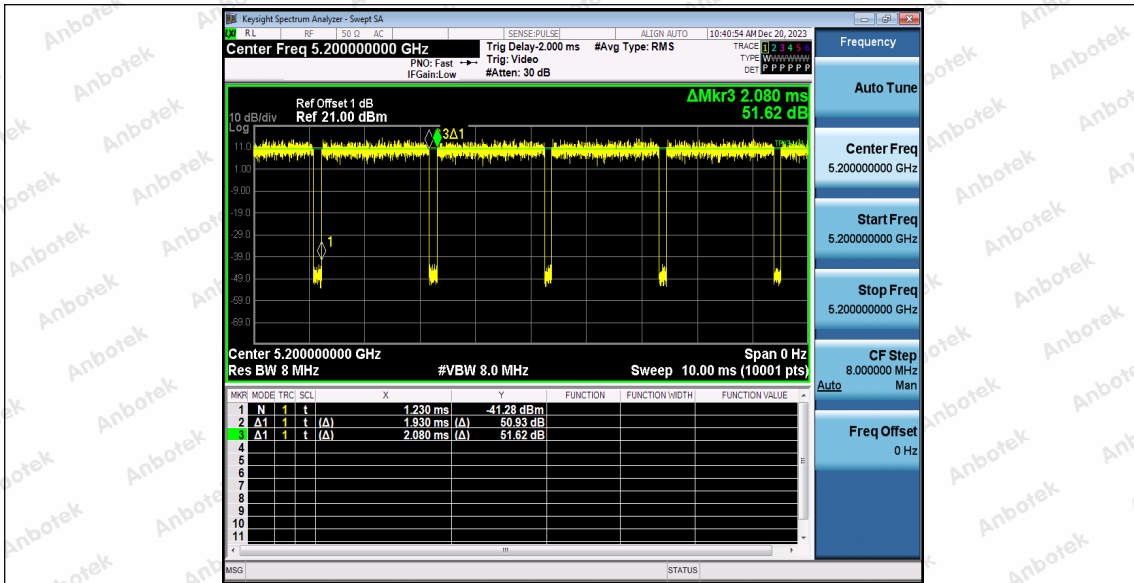 Keysight Spectrum Analyzer - Swept SA
RL RF 50 Ω AC SENSE:PULSE ALIGN AUTO 10:40:54 AM Dec 20, 2023
Center Freq 5.200000000 GHz
Trig Delay-2.000 ms #Avg Type: RMS
PNO: Fast Trig: Video
IFGain:Low #Atten: 30 dB
TRACE 1 2 3 4 5 6
TYPE WWWWWW
DET P P P P P P
ΔMkr3 2.080 ms
51.62 dB
Ref Offset 1 dB
10 dB/div Ref 21.00 dBm
Log
11.0
1.00
-9.00
-19.0
-29.0
-39.0
-49.0
-59.0
-69.0
3Δ1
1
Center 5.200000000 GHz Span 0 Hz
Res BW 8 MHz #VBW 8.0 MHz Sweep 10.00 ms (10001 pts)
MKR MODE TRC SCL X Y FUNCTION FUNCTION WIDTH FUNCTION VALUE
1 N 1 t 1.230 ms -41.28 dBm
2 Δ1 1 t (Δ) 1.930 ms (Δ) 50.93 dB
3 Δ1 1 t (Δ) 2.080 ms (Δ) 51.62 dB
4
5
6
7
8
9
10
11
MSG STATUS
Frequency
Auto Tune
Center Freq
5.200000000 GHz
Start Freq
5.200000000 GHz
Stop Freq
5.200000000 GHz
CF Step
8.000000 MHz
Auto Man
Freq Offset
0 Hz
Anbotek